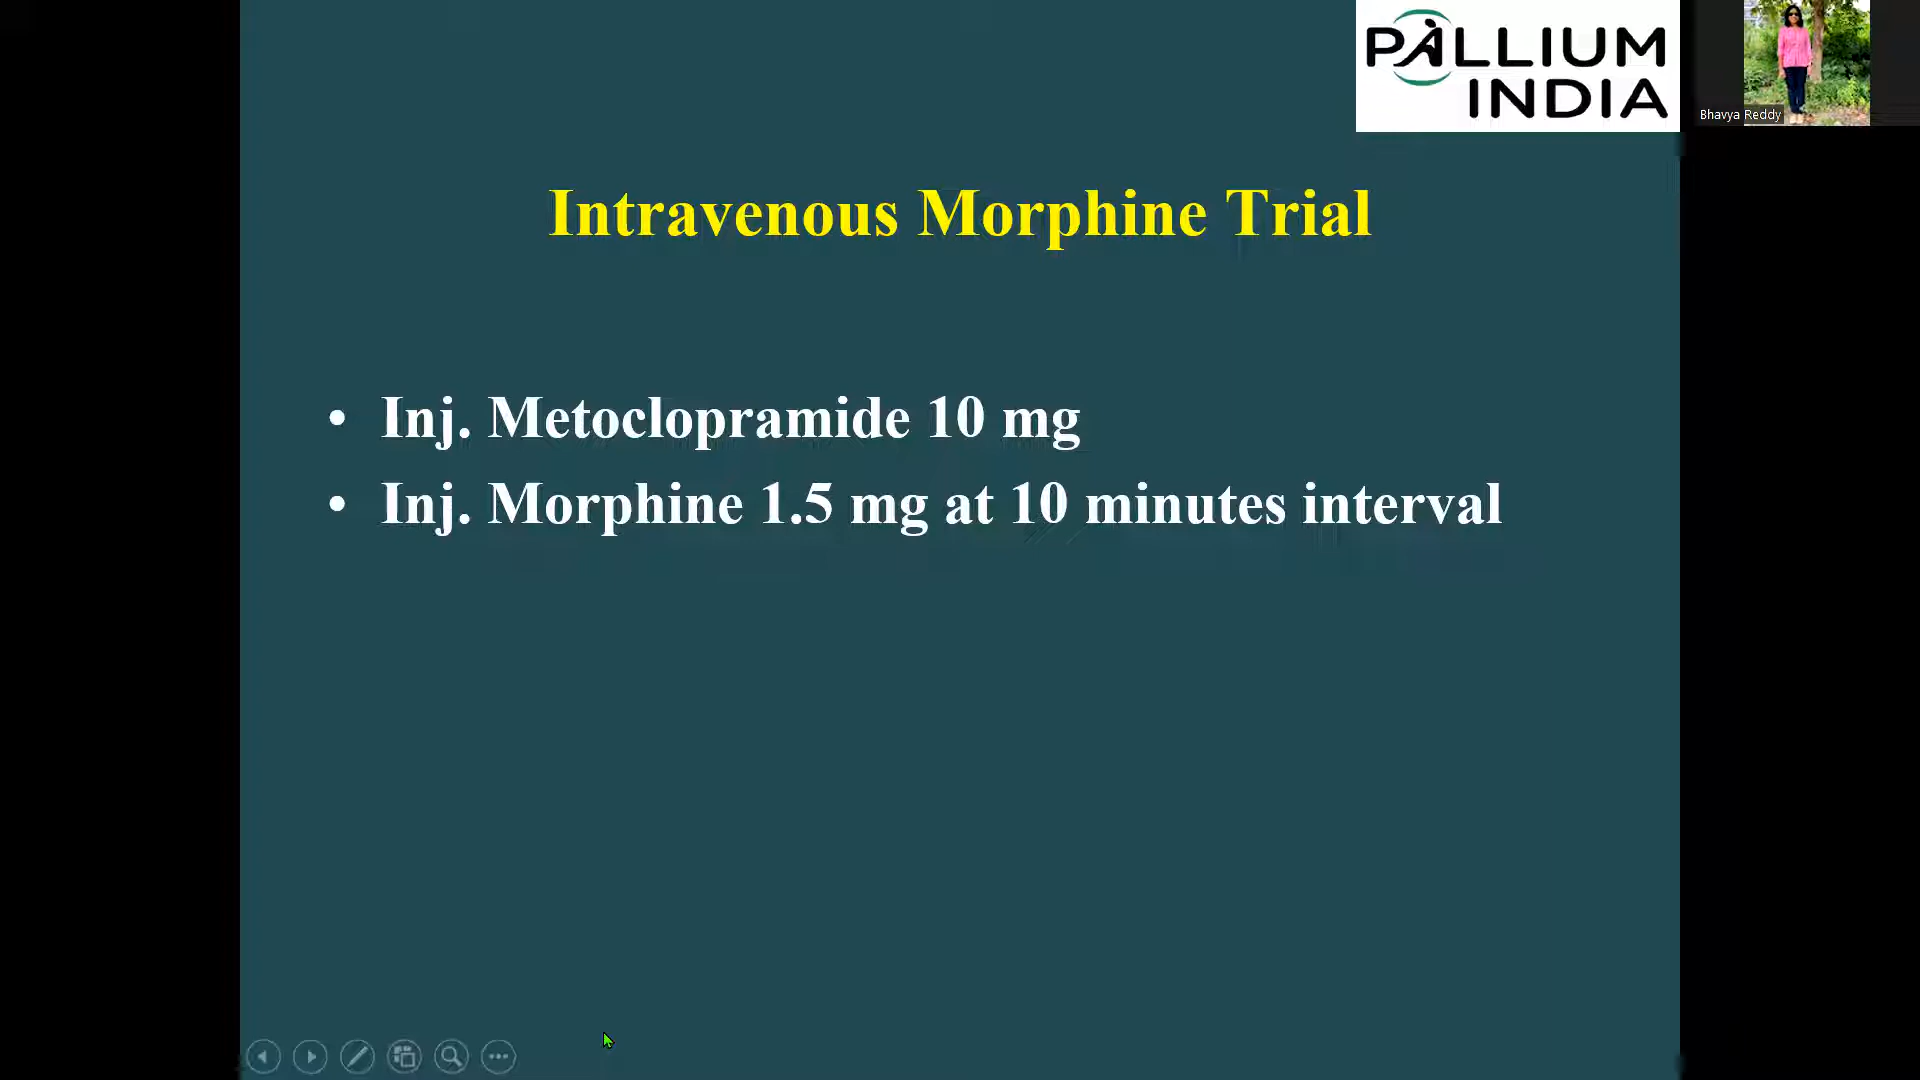 PALLIUM
INDIA
Bhavya Reddy
Intravenous Morphine Trial
• Inj. Metoclopramide 10 mg
• Inj. Morphine 1.5 mg at 10 minutes interval